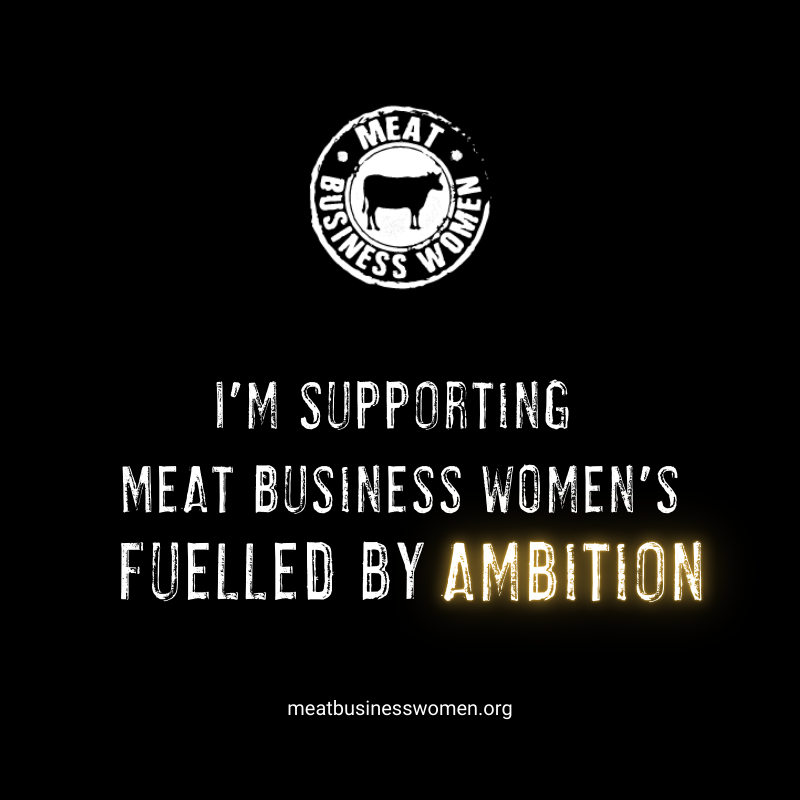 MEAT
BUSINESS WOMEN
I'M SUPPORTING
MEAT BUSINESS WOMEN'S
FUELLED BY AMBITION
meatbusinesswomen.org